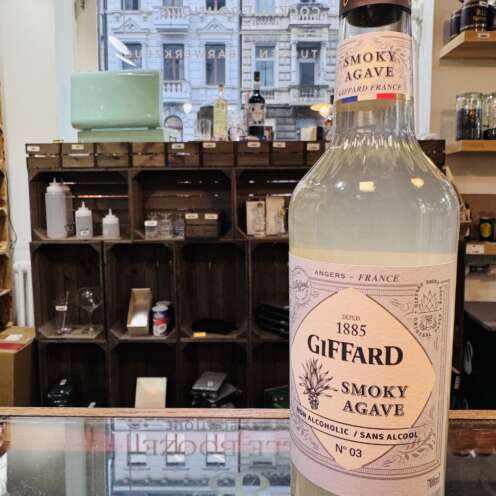 SMOKY
AGAVE
GIFFARD FRANCE
ANGERS – FRANCE
DEPUIS
1885
GIFFARD
SMOKY
AGAVE
NON ALCOHOLIC / SANS ALCOOL
N° 03